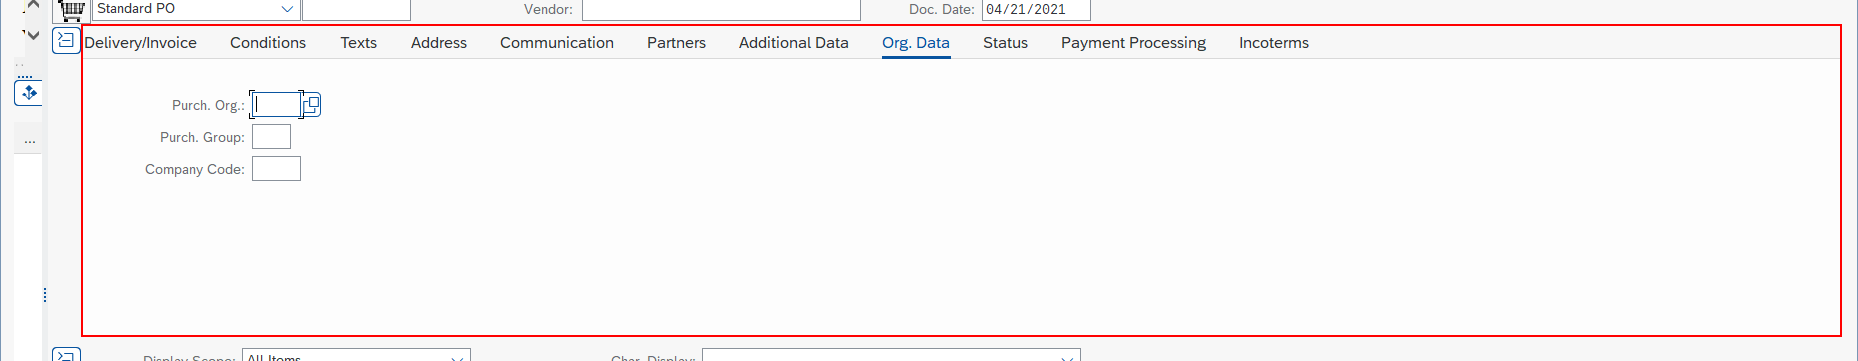 Standard PO Vendor: Doc. Date: 04/21/2021
Delivery/Invoice Conditions Texts Address Communication Partners Additional Data Org. Data Status Payment Processing Incoterms
Purch. Org.:
...
Purch. Group:
Company Code:
Display Scope: All Items Char. Display: